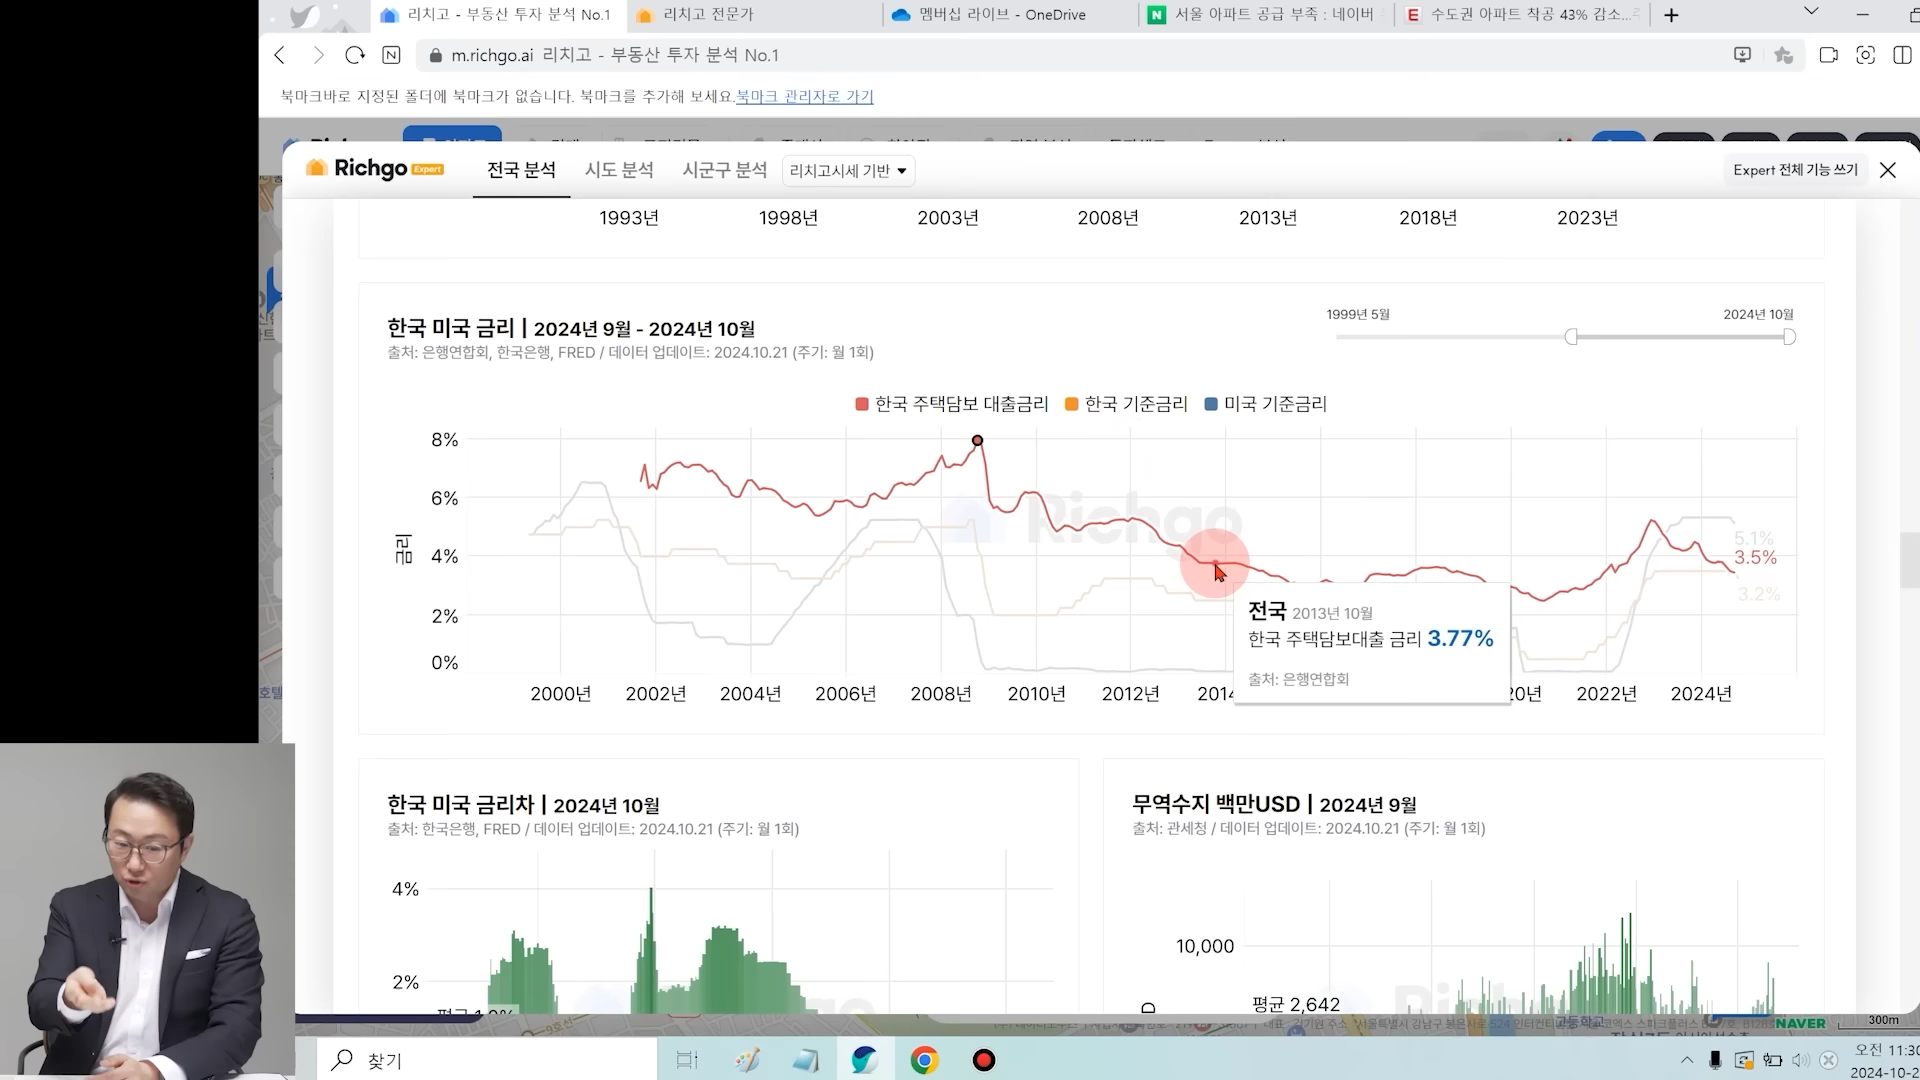 리치고 - 부동산 투자 분석 No.1
리치고 전문가
멤버십 라이브 - OneDrive
N 서울 아파트 공급 부족 : 네이버
E 수도권 아파트 착공 43% 감소...
m.richgo.ai 리치고 - 부동산 투자 분석 No.1
북마크바로 지정된 폴더에 북마크가 없습니다. 북마크를 추가해 보세요. 북마크 관리자로 가기
Richgo Expert
전국 분석
시도 분석
시군구 분석
리치고시세 기반
Expert 전체 기능 쓰기
1993년 1998년 2003년 2008년 2013년 2018년 2023년
한국 미국 금리 | 2024년 9월 - 2024년 10월
출처: 은행연합회, 한국은행, FRED / 데이터 업데이트: 2024.10.21 (주기: 월 1회)
1999년 5월
2024년 10월
한국 주택담보 대출금리 한국 기준금리 미국 기준금리
금리
8%
6%
4%
2%
0%
Richgo
5.1%
3.5%
3.2%
전국 2013년 10월
한국 주택담보대출 금리 3.77%
출처: 은행연합회
2000년 2002년 2004년 2006년 2008년 2010년 2012년 2014 20년 2022년 2024년
한국 미국 금리차 | 2024년 10월
출처: 한국은행, FRED / 데이터 업데이트: 2024.10.21 (주기: 월 1회)
4%
2%
무역수지 백만USD | 2024년 9월
출처: 관세청 / 데이터 업데이트: 2024.10.21 (주기: 월 1회)
10,000
평균 2,642
NAVER
300m
찾기
오전 11:30
2024-10-2